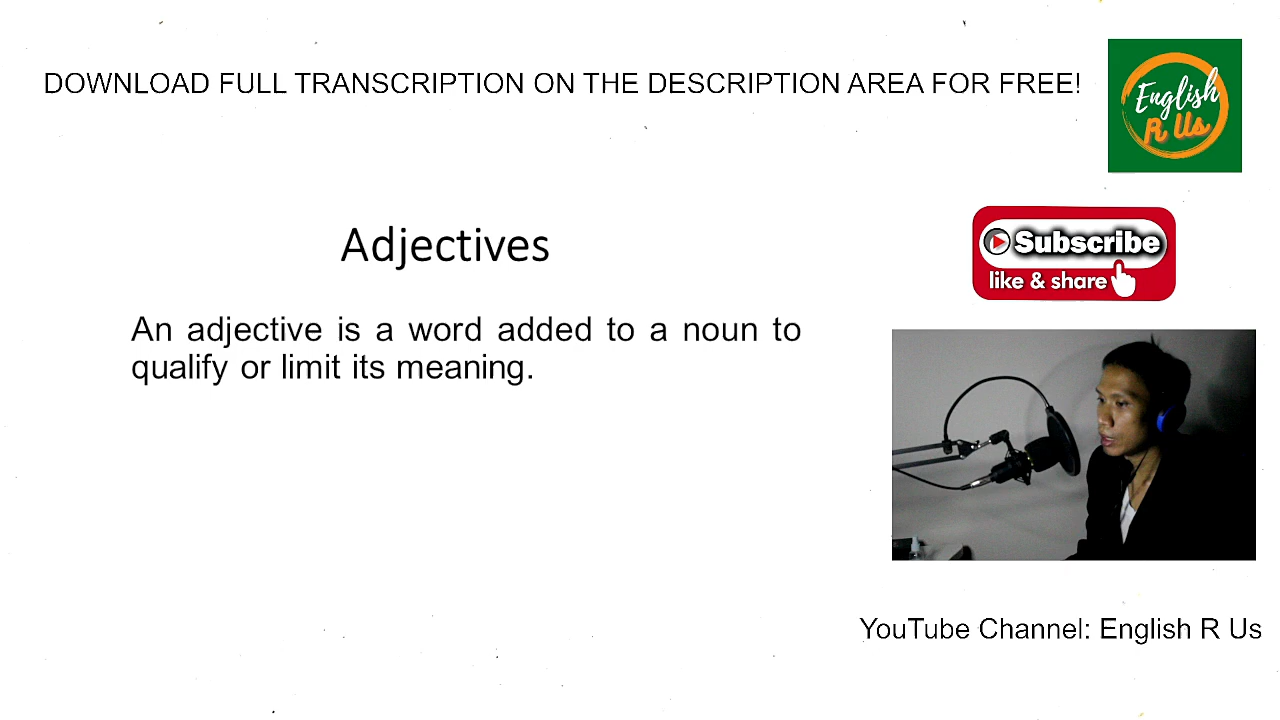 DOWNLOAD FULL TRANSCRIPTION ON THE DESCRIPTION AREA FOR FREE!
English
R Us
Adjectives
Subscribe
like & share
An adjective is a word added to a noun to
qualify or limit its meaning.
YouTube Channel: English R Us